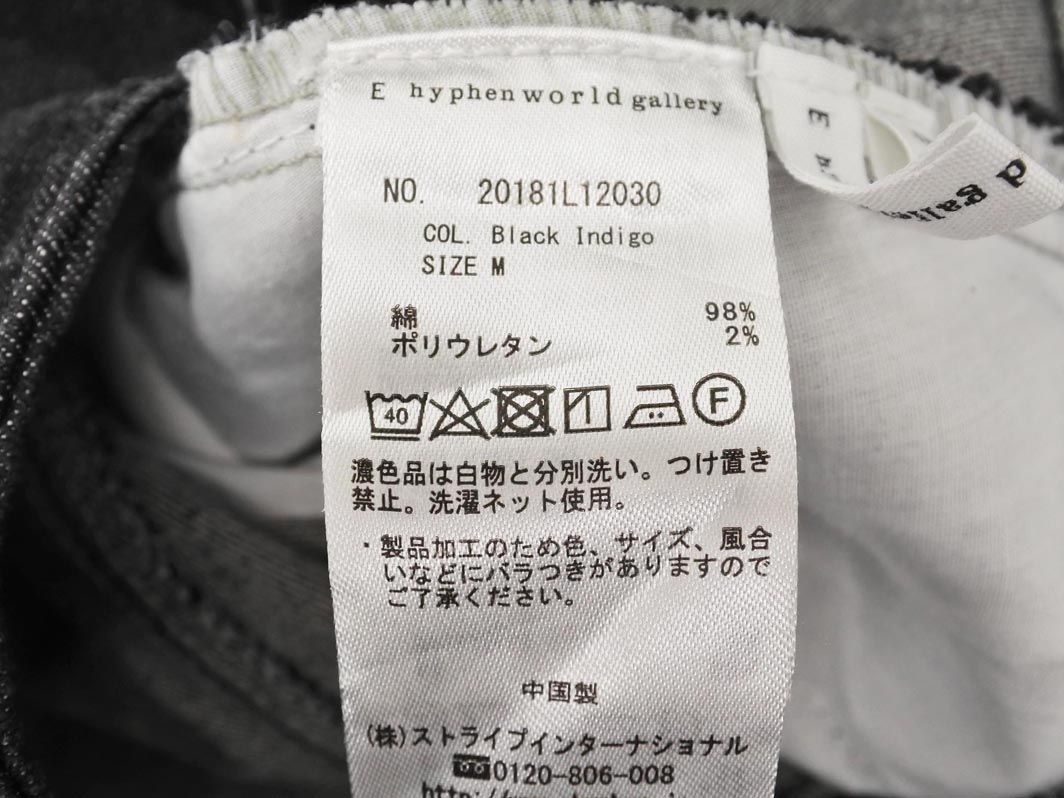 E hyphen world gallery
NO. 20181L12030
COL. Black Indigo
SIZE M
綿 98%
ポリウレタン 2%
40 F
濃色品は白物と分別洗い。つけ置き
禁止。洗濯ネット使用。
・製品加工のため色、サイズ、風合
いなどにバラつきがありますので
ご了承ください。
中国製
(株)ストライプインターナショナル
☎0120-806-008
E
d